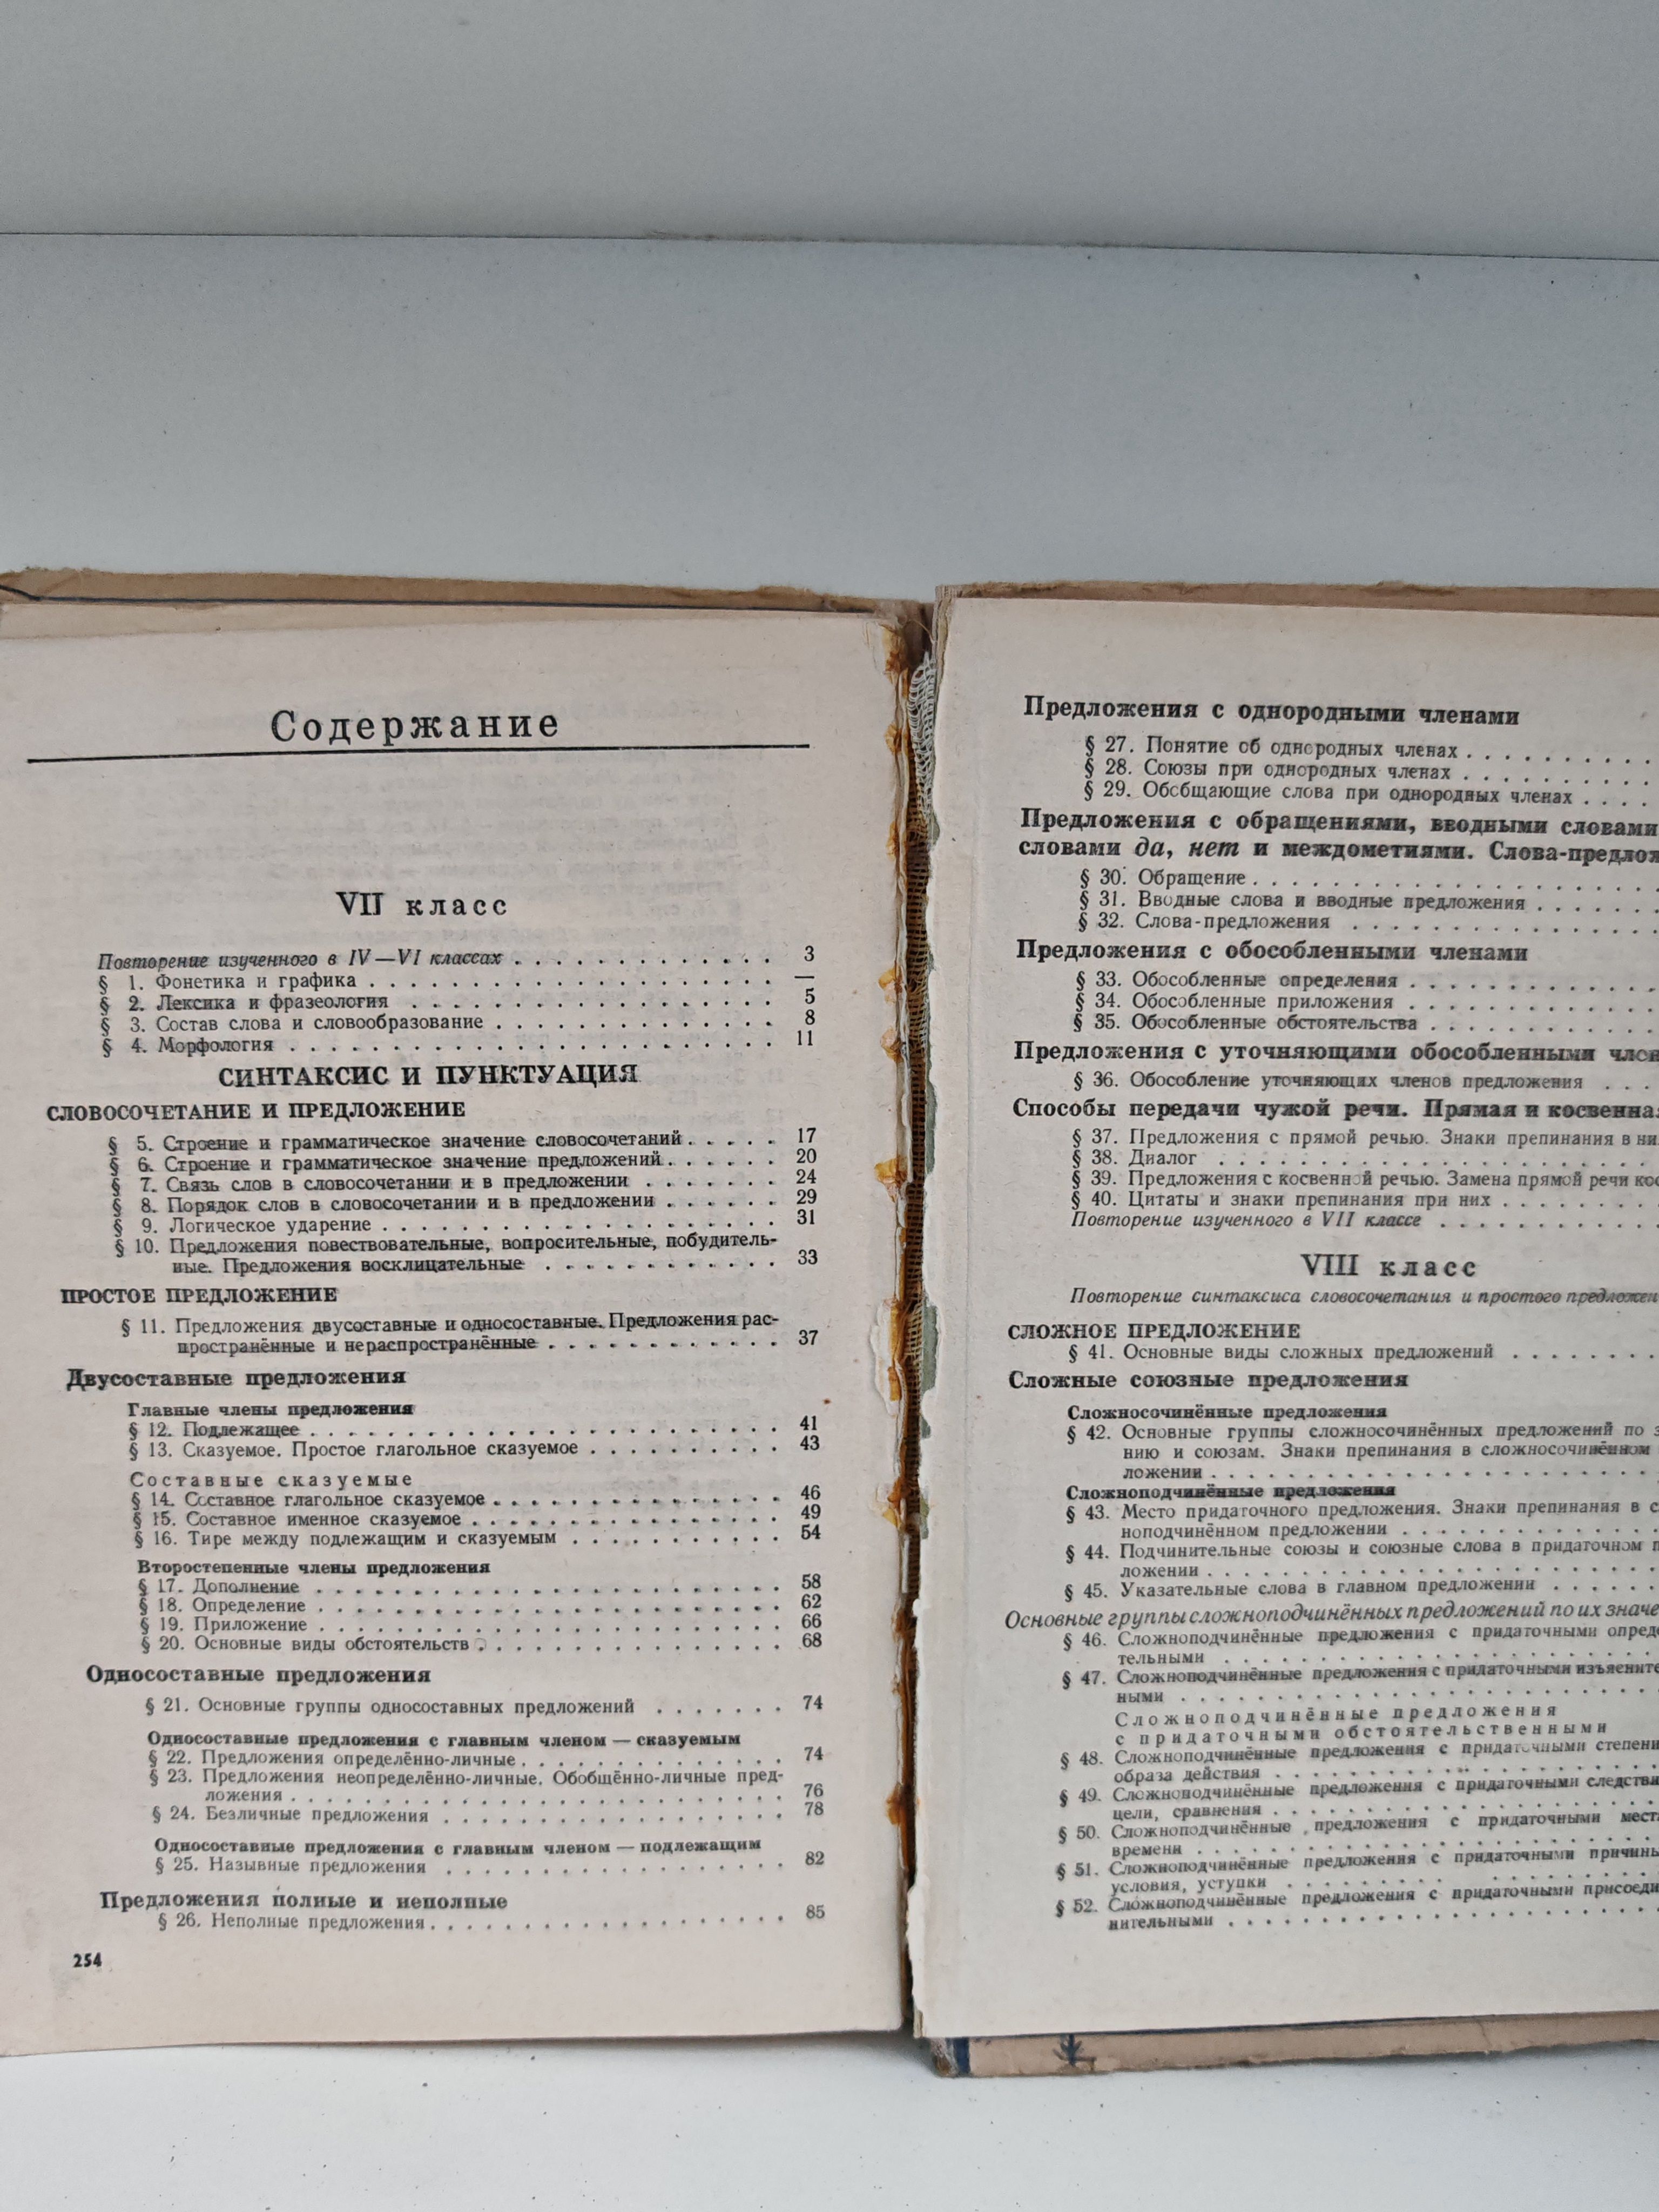 Содержание
VII класс
Повторение изученного в IV—VI классах . . . . . . . . . . . . 3
§ 1. Фонетика и графика . . . . . . . . . . . . . . . . . . —
§ 2. Лексика и фразеология . . . . . . . . . . . . . . . . 5
§ 3. Состав слова и словообразование . . . . . . . . . . . . 8
§ 4. Морфология . . . . . . . . . . . . . . . . . . . . . 11
СИНТАКСИС И ПУНКТУАЦИЯ
СЛОВОСОЧЕТАНИЕ И ПРЕДЛОЖЕНИЕ
§ 5. Строение и грамматическое значение словосочетаний . . . . . 17
§ 6. Строение и грамматическое значение предложений . . . . . . 20
§ 7. Связь слов в словосочетании и в предложении . . . . . . . 24
§ 8. Порядок слов в словосочетании и в предложении . . . . . . 29
§ 9. Логическое ударение . . . . . . . . . . . . . . . . . 31
§ 10. Предложения повествовательные, вопросительные, побудитель-
ные. Предложения восклицательные . . . . . . . . . . . 33
ПРОСТОЕ ПРЕДЛОЖЕНИЕ
§ 11. Предложения двусоставные и односоставные. Предложения рас-
пространённые и нераспространённые . . . . . . . . . . . 37
Двусоставные предложения
Главные члены предложения
§ 12. Подлежащее . . . . . . . . . . . . . . . . . . . . 41
§ 13. Сказуемое. Простое глагольное сказуемое . . . . . . . . . 43
Составные сказуемые
§ 14. Составное глагольное сказуемое . . . . . . . . . . . . . 46
§ 15. Составное именное сказуемое . . . . . . . . . . . . . . 49
§ 16. Тире между подлежащим и сказуемым . . . . . . . . . . 54
Второстепенные члены предложения
§ 17. Дополнение . . . . . . . . . . . . . . . . . . . . 58
§ 18. Определение . . . . . . . . . . . . . . . . . . . . 62
§ 19. Приложение . . . . . . . . . . . . . . . . . . . . 66
§ 20. Основные виды обстоятельств . . . . . . . . . . . . . . 68
Односоставные предложения
§ 21. Основные группы односоставных предложений . . . . . . . 74
Односоставные предложения с главным членом — сказуемым
§ 22. Предложения определённо-личные . . . . . . . . . . . . 74
§ 23. Предложения неопределённо-личные. Обобщённо-личные пред-
ложения . . . . . . . . . . . . . . . . . . . . . 76
§ 24. Безличные предложения . . . . . . . . . . . . . . . . 78
Односоставные предложения с главным членом — подлежащим
§ 25. Назывные предложения . . . . . . . . . . . . . . . . 82
Предложения полные и неполные
§ 26. Неполные предложения . . . . . . . . . . . . . . . . 85
254
Предложения с однородными членами
§ 27. Понятие об однородных членах . . . . . . . . .
§ 28. Союзы при однородных членах . . . . . . . . .
§ 29. Обобщающие слова при однородных членах . . . .
Предложения с обращениями, вводными словами
словами да, нет и междометиями. Слова-предлож
§ 30. Обращение . . . . . . . . . . . . . . . . .
§ 31. Вводные слова и вводные предложения . . . . . .
§ 32. Слова-предложения . . . . . . . . . . . . .
Предложения с обособленными членами
§ 33. Обособленные определения . . . . . . . . . . .
§ 34. Обособленные приложения . . . . . . . . . . .
§ 35. Обособленные обстоятельства . . . . . . . . . .
Предложения с уточняющими обособленными член
§ 36. Обособление уточняющих членов предложения . . .
Способы передачи чужой речи. Прямая и косвенная
§ 37. Предложения с прямой речью. Знаки препинания в ни
§ 38. Диалог . . . . . . . . . . . . . . . . . . .
§ 39. Предложения с косвенной речью. Замена прямой речи кос
§ 40. Цитаты и знаки препинания при них . . . . . . .
Повторение изученного в VII классе . . . . . . . . . .
VIII класс
Повторение синтаксиса словосочетания и простого предложен
СЛОЖНОЕ ПРЕДЛОЖЕНИЕ
§ 41. Основные виды сложных предложений . . . . . . .
Сложные союзные предложения
Сложносочинённые предложения
§ 42. Основные группы сложносочинённых предложений по з
нию и союзам. Знаки препинания в сложносочинённом
ложении . . . . . . . . . . . . . . . . . . .
Сложноподчинённые предложения
§ 43. Место придаточного предложения. Знаки препинания в с
ноподчинённом предложении . . . . . . . . . . .
§ 44. Подчинительные союзы и союзные слова в придаточном п
ложении . . . . . . . . . . . . . . . . . . .
§ 45. Указательные слова в главном предложении . . . . .
Основные группы сложноподчинённых предложений по их значе
§ 46. Сложноподчинённые предложения с придаточными опред
тельными . . . . . . . . . . . . . . . . . .
§ 47. Сложноподчинённые предложения с придаточными изъясните
ными . . . . . . . . . . . . . . . . . . . .
Сложноподчинённые предложения
с придаточными обстоятельственными
§ 48. Сложноподчинённые предложения с придаточными степени
образа действия . . . . . . . . . . . . . . . .
§ 49. Сложноподчинённые предложения с придаточными следстви
цели, сравнения . . . . . . . . . . . . . . . .
§ 50. Сложноподчинённые предложения с придаточными мест
времени . . . . . . . . . . . . . . . . . . .
§ 51. Сложноподчинённые предложения с придаточными причины
условия, уступки . . . . . . . . . . . . . . .
§ 52. Сложноподчинённые предложения с придаточными присоеди
нительными . . . . . . . . . . . . . . . . . .